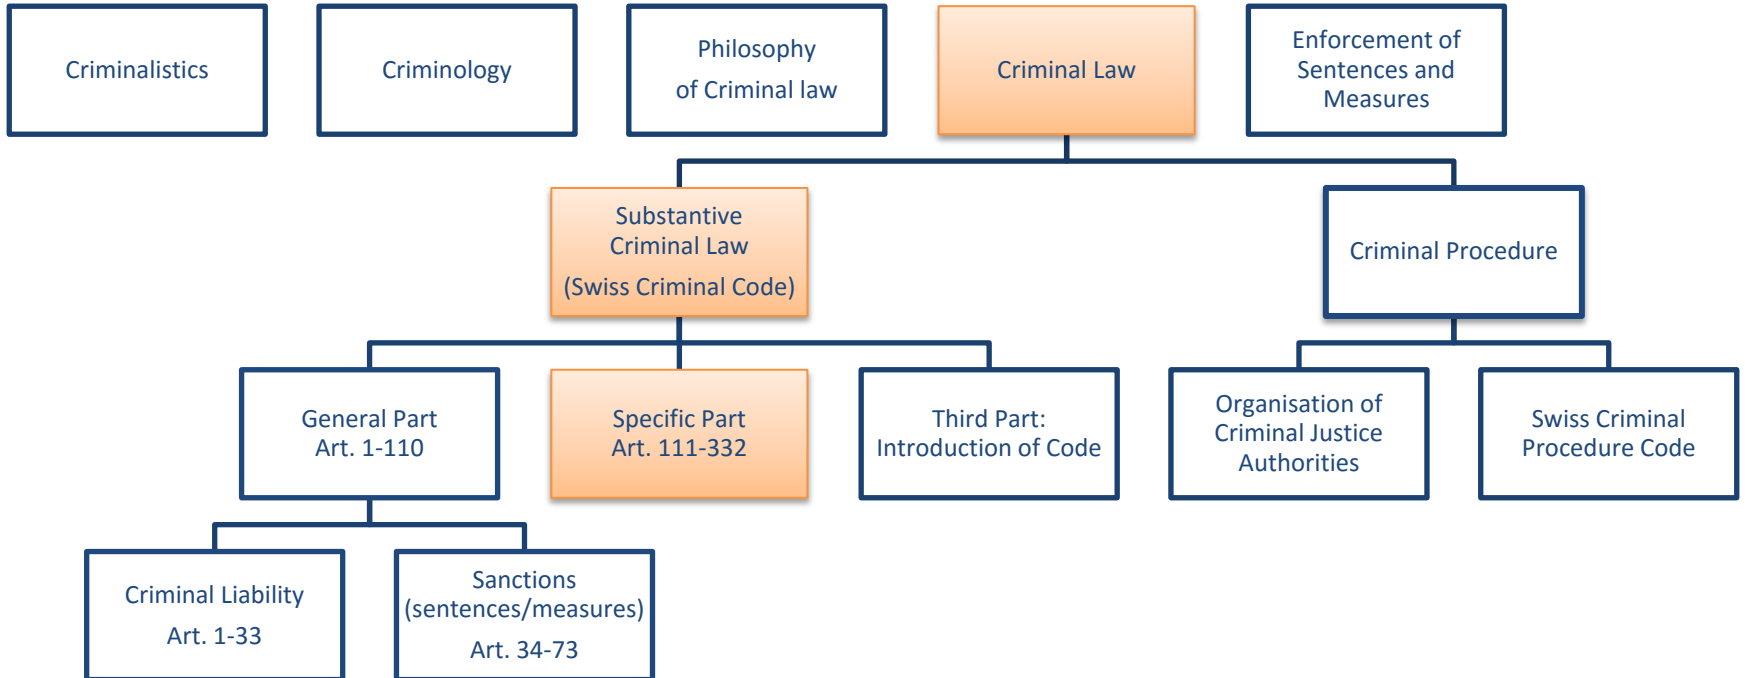 Criminalistics
Criminology
Philosophy
of Criminal law
Criminal Law
Enforcement of
Sentences and
Measures
Substantive
Criminal Law
(Swiss Criminal Code)
Criminal Procedure
General Part
Art. 1-110
Specific Part
Art. 111-332
Third Part:
Introduction of Code
Organisation of
Criminal Justice
Authorities
Swiss Criminal
Procedure Code
Criminal Liability
Art. 1-33
Sanctions
(sentences/measures)
Art. 34-73